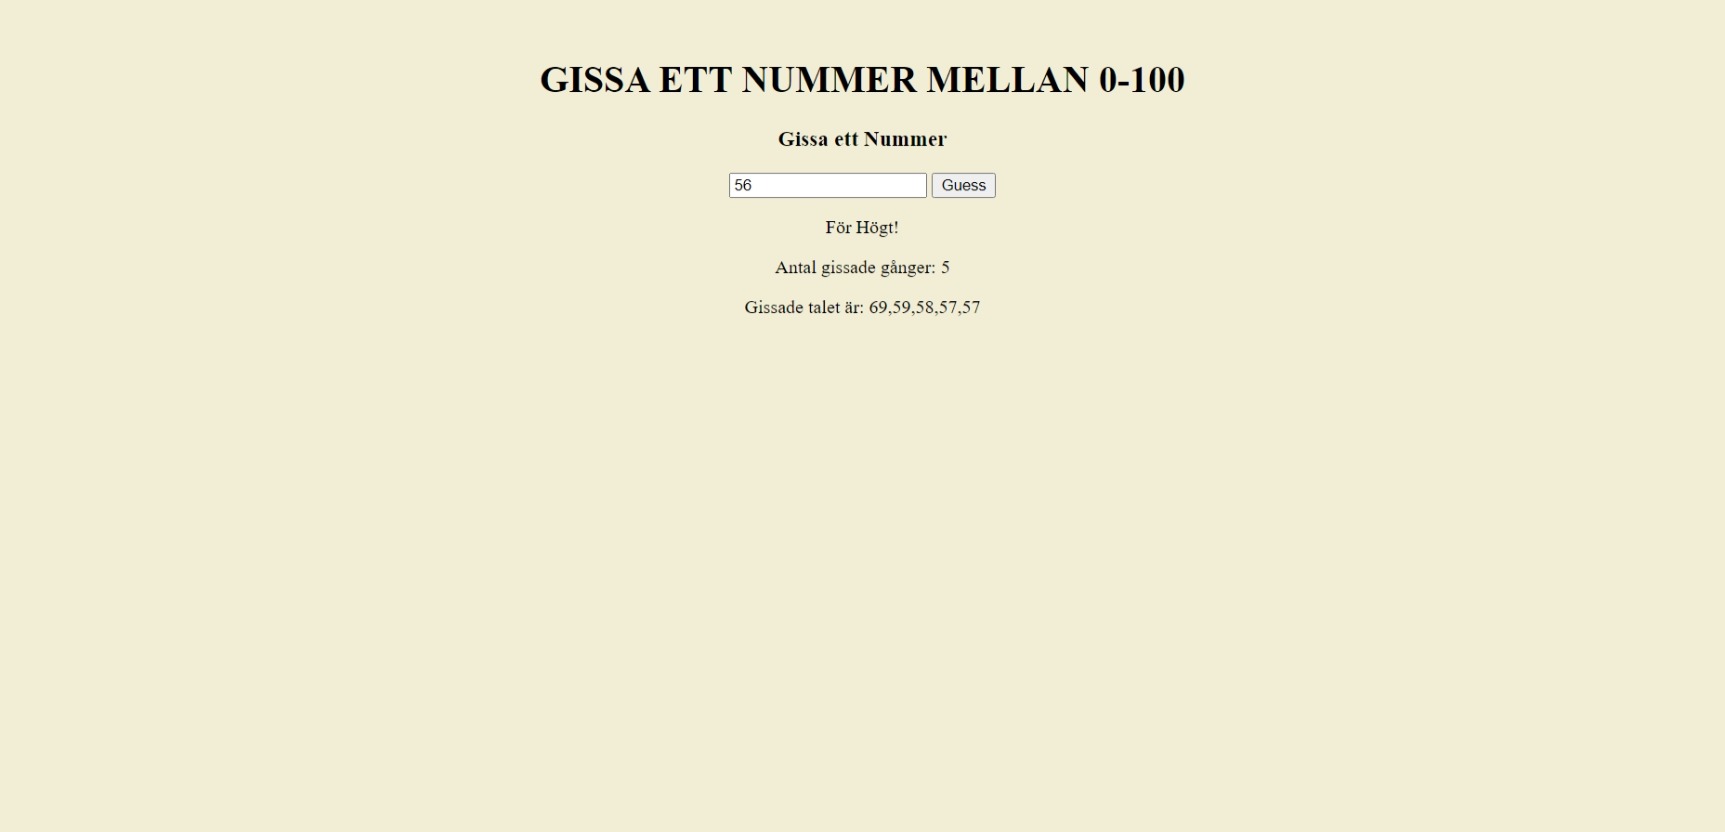 GISSA ETT NUMMER MELLAN 0-100
Gissa ett Nummer
56 Guess
För Högt!
Antal gissade gånger: 5
Gissade talet är: 69,59,58,57,57